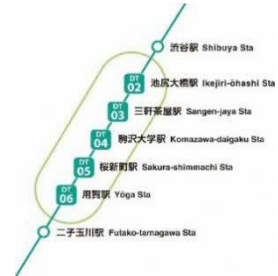 渋谷駅 Shibuya Sta
DT 02 池尻大橋駅 Ikejiri-ōhashi Sta
DT 03 三軒茶屋駅 Sangen-jaya Sta
DT 04 駒沢大学駅 Komazawa-daigaku Sta
DT 05 桜新町駅 Sakura-shimmachi Sta
DT 06 用賀駅 Yōga Sta
二子玉川駅 Futako-tamagawa Sta